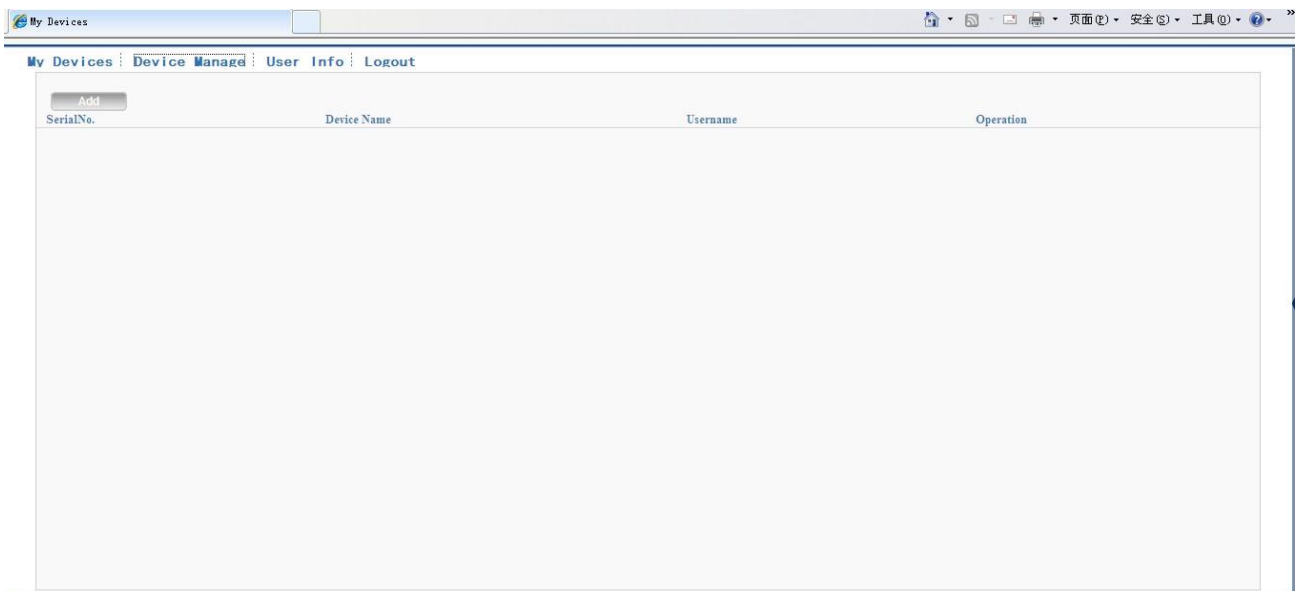 My Devices 页面(P) 安全(S) 工具(O) »
My Devices Device Manage User Info Logout
Add
SerialNo. Device Name Username Operation